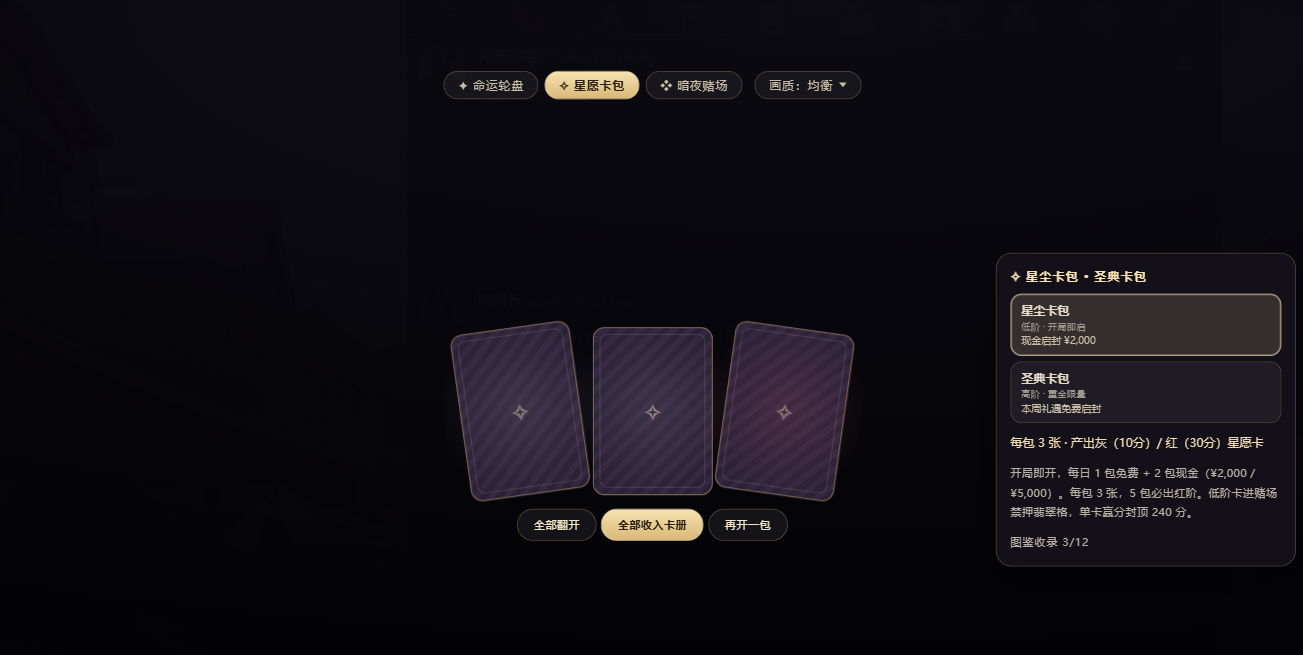 ✦ 命运轮盘
✧ 星愿卡包
❖ 暗夜赌场
画质：均衡
✧ 星尘卡包・圣典卡包
星尘卡包
低阶 · 开局即启
现金启封 ¥2,000
圣典卡包
高阶 · 重金限量
本周礼遇免费启封
每包 3 张 · 产出灰（10分）/ 红（30分）星愿卡
开局即开，每日 1 包免费 + 2 包现金（¥2,000 /
¥5,000）。每包 3 张，5 包必出红阶。低阶卡进赌场
禁押翡翠格，单卡赢分封顶 240 分。
图鉴收录 3/12
全部翻开
全部收入卡册
再开一包